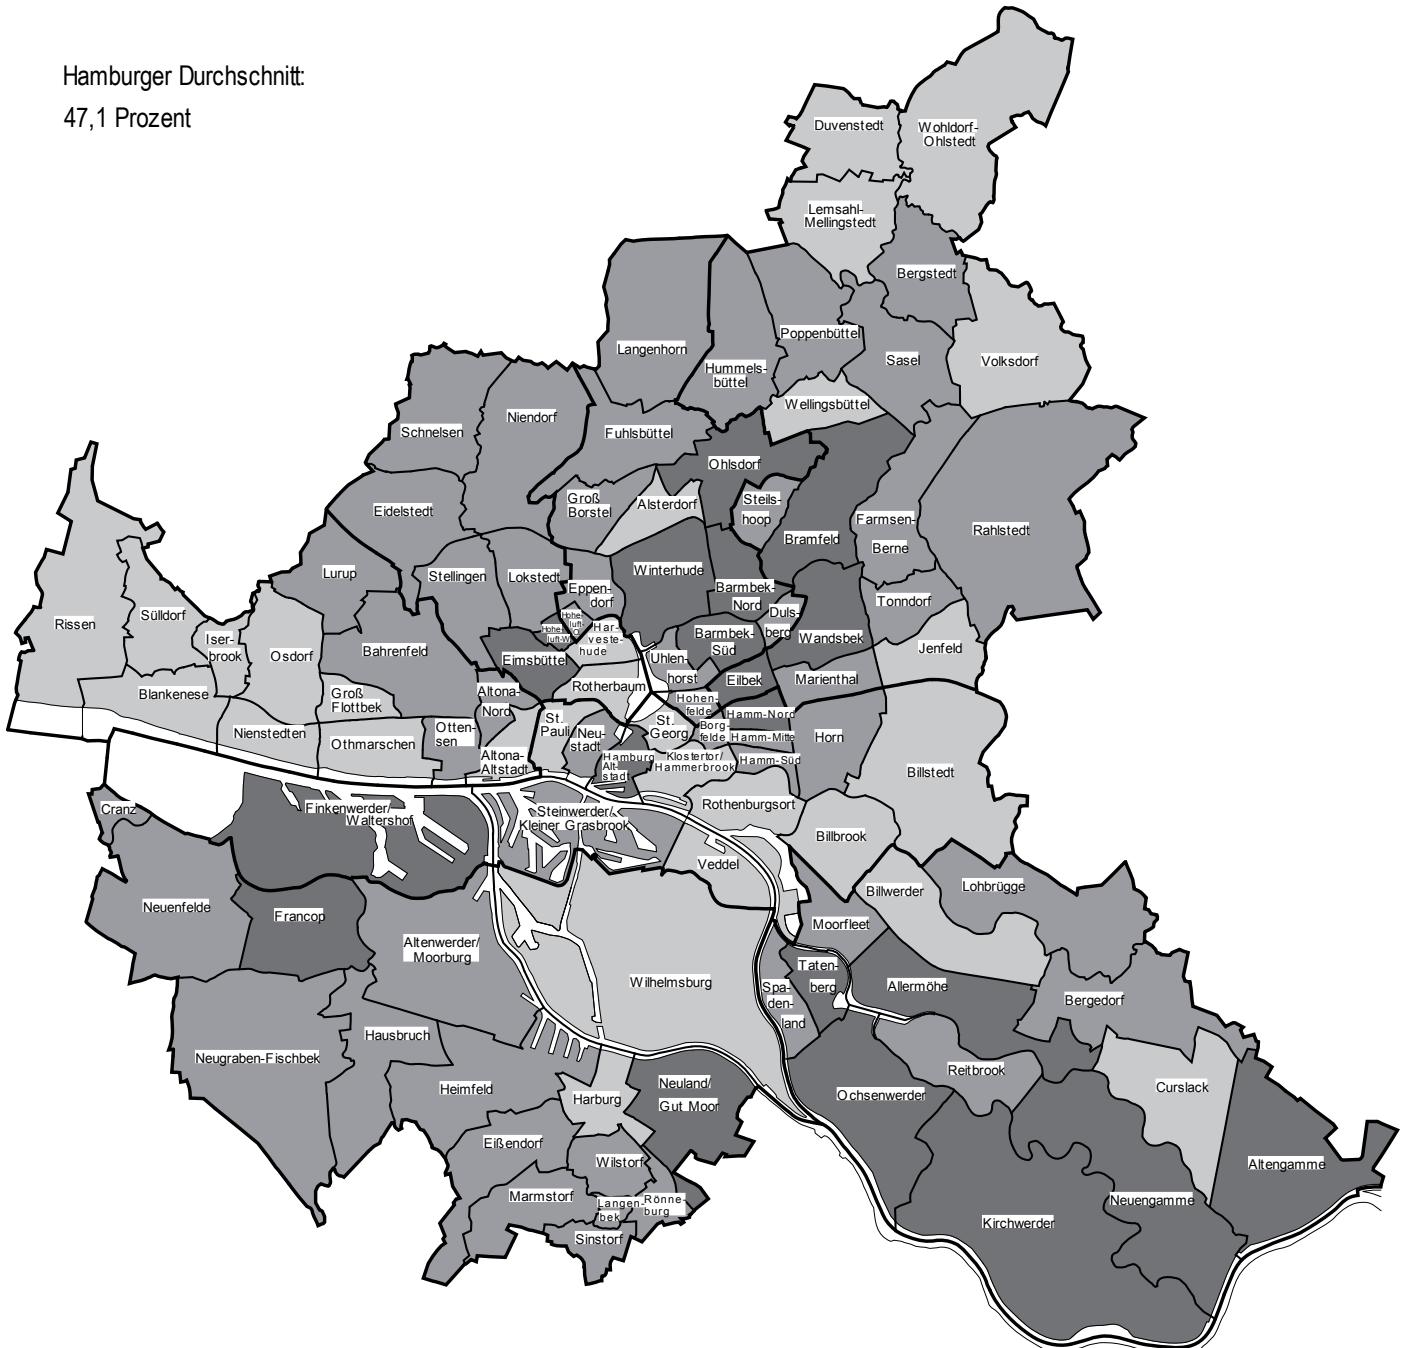 Hamburger Durchschnitt:
47,1 Prozent
Duvenstedt
Wohldorf-
Ohlstedt
Lemsahl-
Mellingstedt
Bergstedt
Poppenbüttel
Langenhorn
Hummels-
büttel
Sasel
Volksdorf
Wellingsbüttel
Niendorf
Schnelsen
Fuhlsbüttel
Ohlsdorf
Groß
Borstel
Alsterdorf
Steils-
hoop
Eidelstedt
Bramfeld
Farmsen-
Berne
Rahlstedt
Lurup
Stellingen
Lokstedt
Winterhude
Eppen-
dorf
Barmbek-
Nord
Tonndorf
Rissen
Sülldorf
Iser-
brook
Osdorf
Bahrenfeld
Hohe-
luft-O
Hohe-
luft-W
Har-
veste-
hude
Duls-
berg
Barmbek-
Süd
Wandsbek
Jenfeld
Eimsbüttel
Uhlen-
horst
Eilbek
Marienthal
Blankenese
Groß
Flottbek
Altona-
Nord
Rotherbaum
Hohen-
felde
Hamm-Nord
Nienstedten
Othmarschen
Otten-
sen
Altona-
Altstadt
St.
Pauli
Neu-
stadt
St.
Georg
Borg-
felde
Hamm-Mitte
Horn
Hamburg
Alt-
stadt
Klostertor/
Hammerbrook
Hamm-Süd
Billstedt
Cranz
Finkenwerder/
Waltershof
Steinwerder/
Kleiner Grasbrook
Rothenburgsort
Billbrook
Veddel
Billwerder
Lohbrügge
Neuenfelde
Francop
Altenwerder/
Moorburg
Moorfleet
Wilhelmsburg
Taten-
berg
Spa-
den-
land
Allermöhe
Bergedorf
Hausbruch
Neugraben-Fischbek
Heimfeld
Harburg
Neuland/
Gut Moor
Ochsenwerder
Reitbrook
Curslack
Eißendorf
Wilstorf
Altengamme
Marmstorf
Langen-
bek
Rönne-
burg
Neuengamme
Kirchwerder
Sinstorf